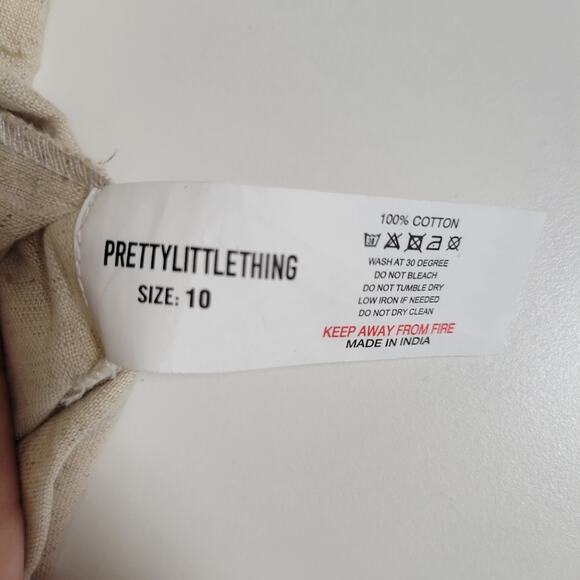 PRETTYLITTLETHING
SIZE: 10
100% COTTON
WASH AT 30 DEGREE
DO NOT BLEACH
DO NOT TUMBLE DRY
LOW IRON IF NEEDED
DO NOT DRY CLEAN
KEEP AWAY FROM FIRE
MADE IN INDIA